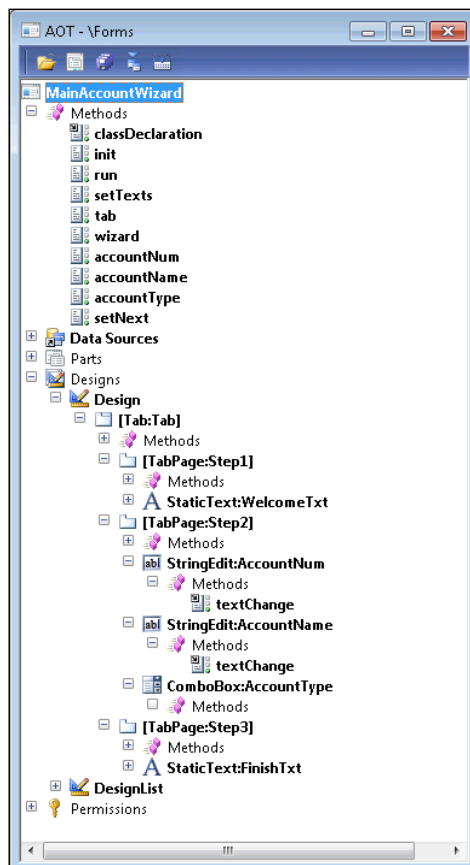 AOT - \Forms
MainAccountWizard
Methods
classDeclaration
init
run
setTexts
tab
wizard
accountNum
accountName
accountType
setNext
Data Sources
Parts
Designs
Design
[Tab:Tab]
Methods
[TabPage:Step1]
Methods
A StaticText:WelcomeTxt
[TabPage:Step2]
Methods
abl StringEdit:AccountNum
Methods
textChange
abl StringEdit:AccountName
Methods
textChange
ComboBox:AccountType
Methods
[TabPage:Step3]
Methods
A StaticText:FinishTxt
DesignList
Permissions